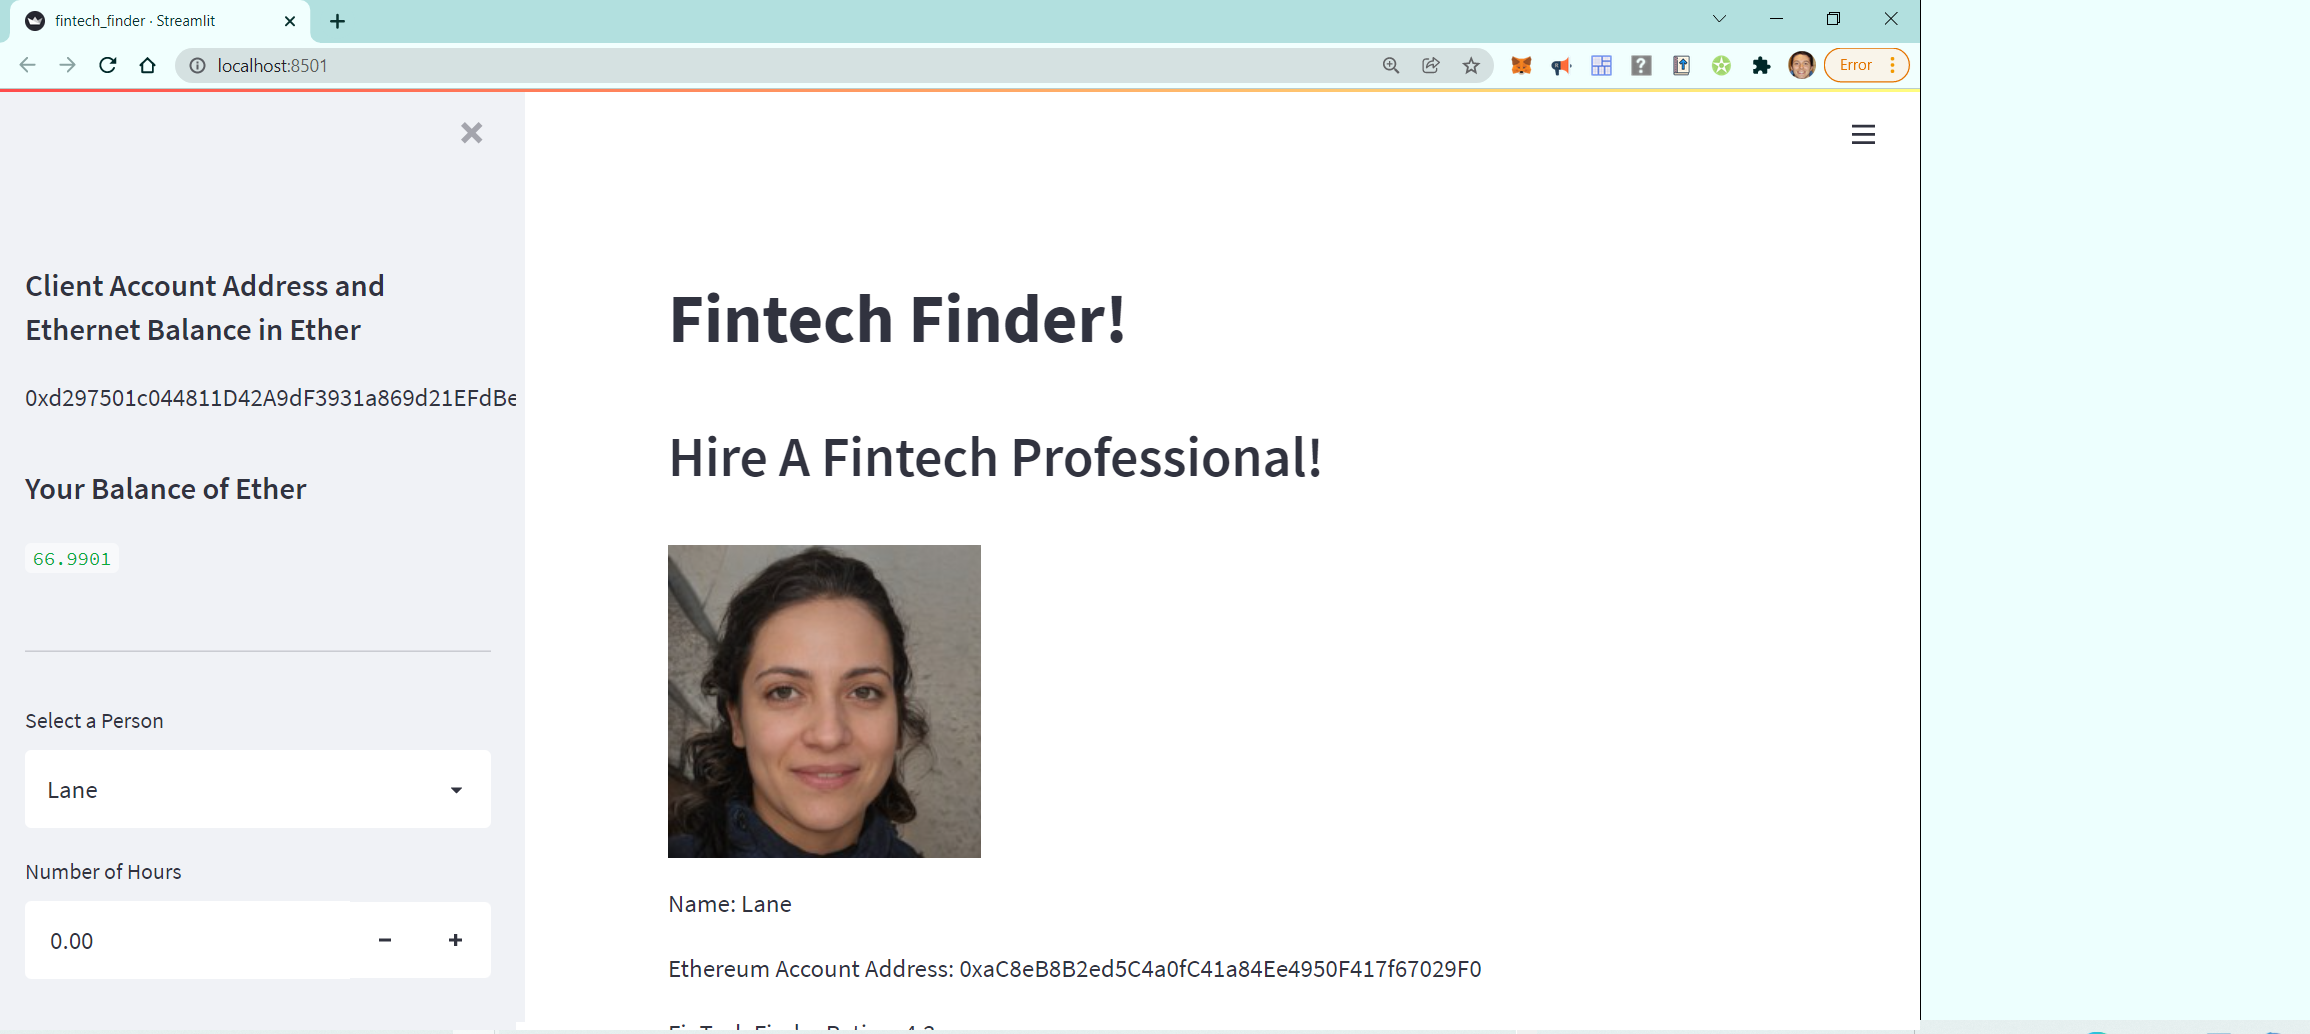 fintech_finder · Streamlit
localhost:8501
Error
Client Account Address and
Ethernet Balance in Ether
0xd297501c044811D42A9dF3931a869d21EFdBe
Your Balance of Ether
66.9901
Select a Person
Lane
Number of Hours
0.00
Fintech Finder!
Hire A Fintech Professional!
Name: Lane
Ethereum Account Address: 0xaC8eB8B2ed5C4a0fC41a84Ee4950F417f67029F0